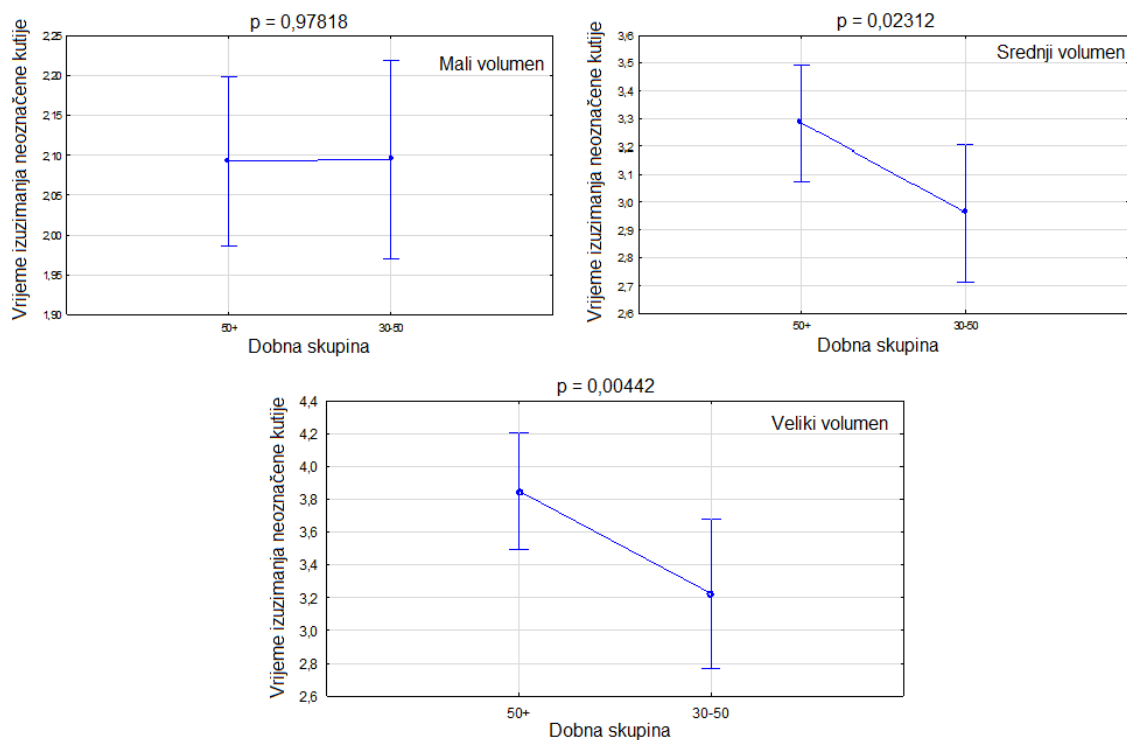 p = 0,97818
Vrijeme izuzimanja neoznačene kutije
2,25
2,20
2,15
2,10
2,05
2,00
1,95
1,90
Mali volumen
50+ 30-50
Dobna skupina
p = 0,02312
Vrijeme izuzimanja neoznačene kutije
3,6
3,5
3,4
3,3
3,2
3,1
3,0
2,9
2,8
2,7
2,6
Srednji volumen
50+ 30-50
Dobna skupina
p = 0,00442
Vrijeme izuzimanja neoznačene kutije
4,4
4,2
4,0
3,8
3,6
3,4
3,2
3,0
2,8
2,6
Veliki volumen
50+ 30-50
Dobna skupina